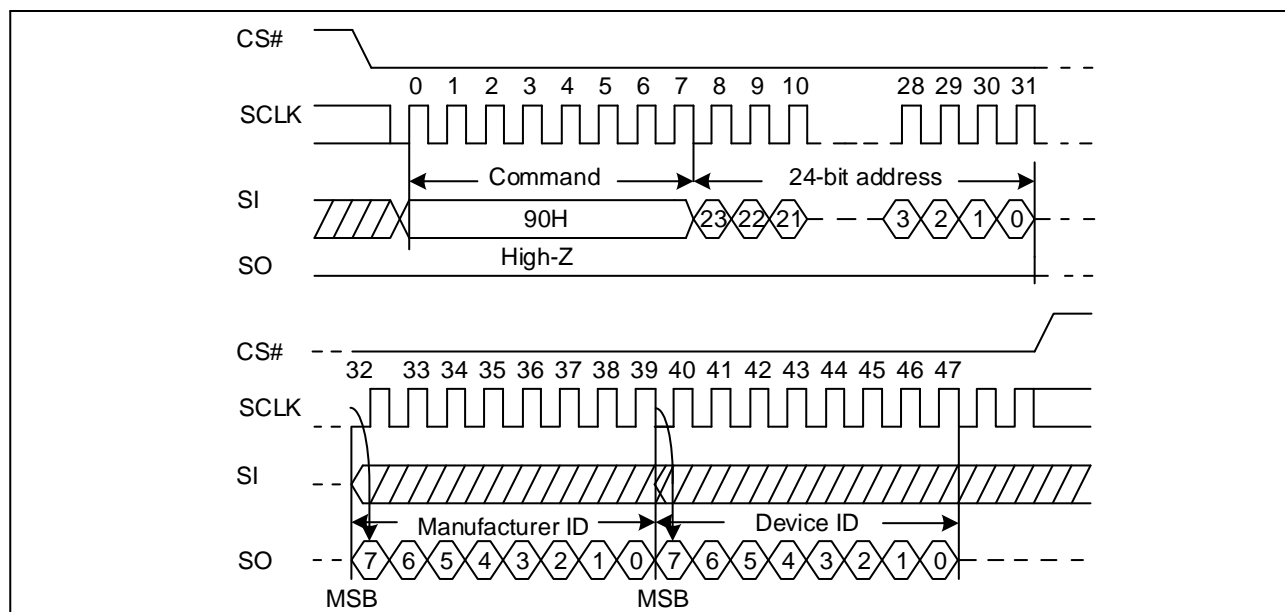 CS#
0 1 2 3 4 5 6 7 8 9 10 28 29 30 31
SCLK
Command 24-bit address
SI
90H 23 22 21 3 2 1 0
High-Z
SO
CS#
32 33 34 35 36 37 38 39 40 41 42 43 44 45 46 47
SCLK
SI
Manufacturer ID Device ID
SO 7 6 5 4 3 2 1 0 7 6 5 4 3 2 1 0
MSB MSB